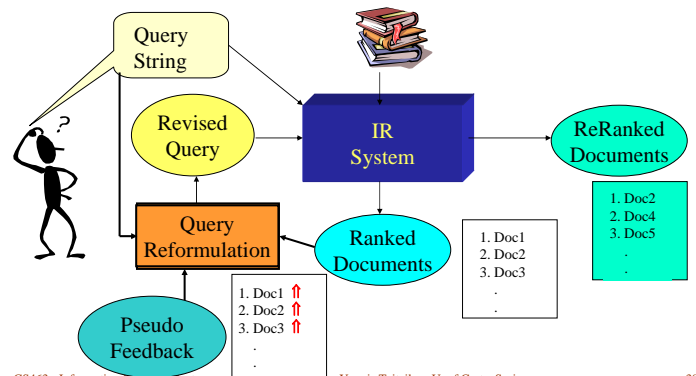 Query
String
?
Revised
Query
IR
System
ReRanked
Documents
1. Doc2
2. Doc4
3. Doc5
.
.
Query
Reformulation
Ranked
Documents
1. Doc1
2. Doc2
3. Doc3
.
.
Pseudo
Feedback
1. Doc1 ⇑
2. Doc2 ⇑
3. Doc3 ⇑
.
.